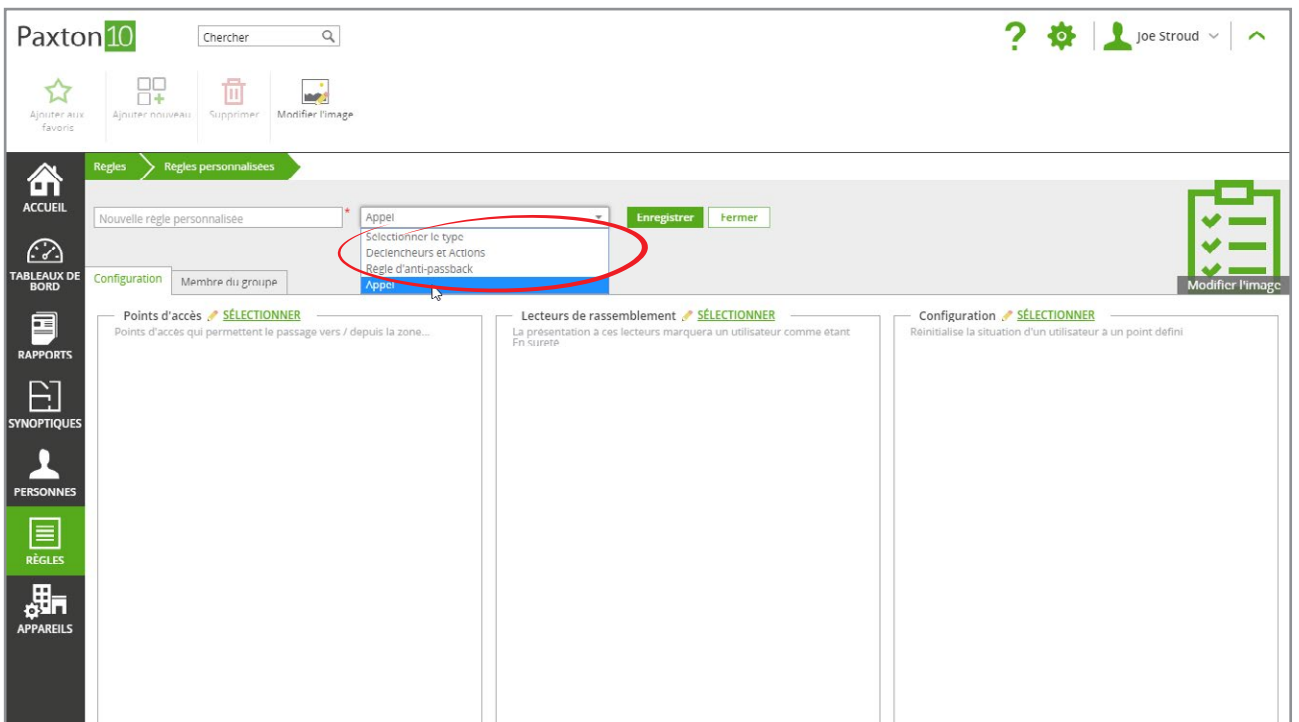 Paxton 10
Chercher
Joe Stroud
Ajouter aux
favoris
Ajouter nouveau
Supprimer
Modifier l'image
Règles
Règles personnalisées
ACCUEIL
Nouvelle règle personnalisée
*
Appel
Enregistrer
Fermer
Sélectionner le type
Déclencheurs et Actions
Règle d'anti-passback
Appel
Modifier l'image
TABLEAUX DE
BORD
Configuration
Membre du groupe
Points d'accès SÉLECTIONNER
Points d'accès qui permettent le passage vers / depuis la zone...
Lecteurs de rassemblement SÉLECTIONNER
La présentation à ces lecteurs marquera un utilisateur comme étant
En sureté
Configuration SÉLECTIONNER
Réinitialise la situation d'un utilisateur à un point défini
RAPPORTS
SYNOPTIQUES
PERSONNES
RÈGLES
APPAREILS